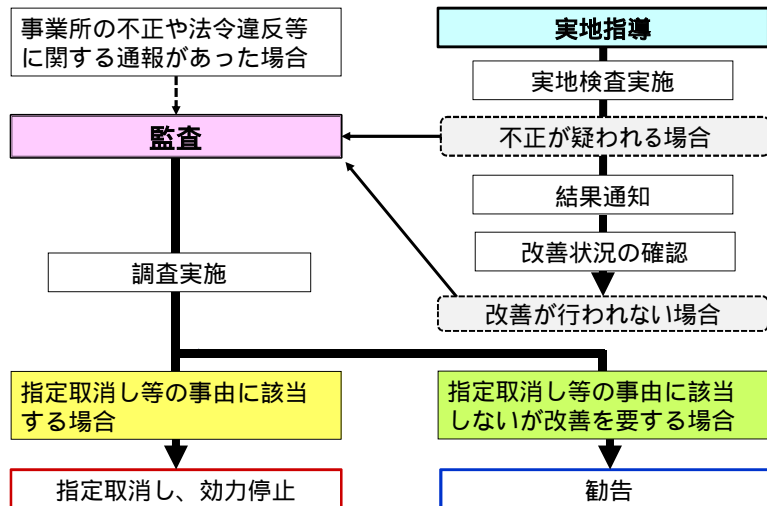 事業所の不正や法令違反等
に関する通報があった場合
実地指導
実地検査実施
監査
不正が疑われる場合
結果通知
改善状況の確認
調査実施
改善が行われない場合
指定取消し等の事由に該当
する場合
指定取消し等の事由に該当
しないが改善を要する場合
指定取消し、効力停止
勧告